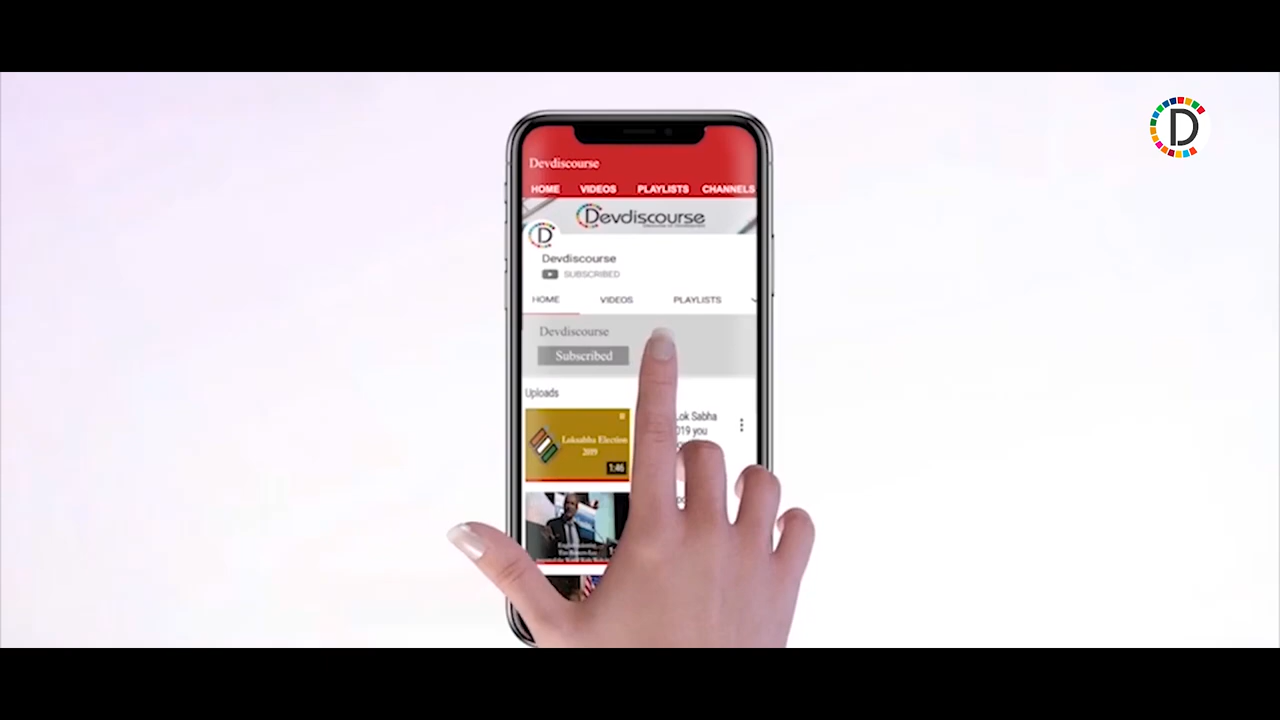 D
Devdiscourse
HOME VIDEOS PLAYLISTS CHANNELS
Devdiscourse
D
Devdiscourse
SUBSCRIBED
HOME VIDEOS PLAYLISTS
Devdiscourse
Subscribed
Uploads
Loksabha Election
2019
1:46
Lok Sabha
2019 you